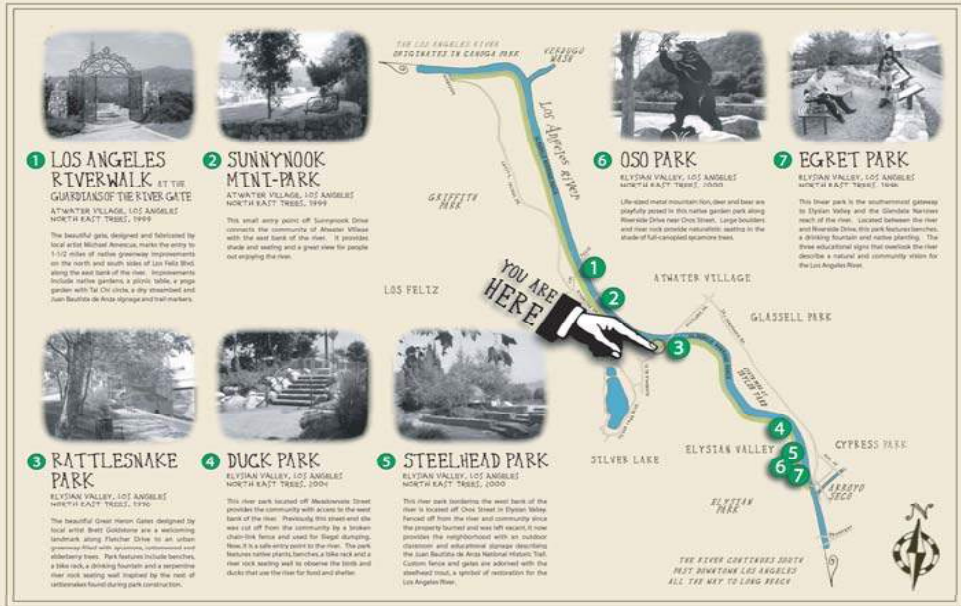 1 LOS ANGELES
RIVERWALK AT THE
GUARDIANS OF THE RIVER GATE
ATWATER VILLAGE, LOS ANGELES
NORTH EAST TREES, 1999
The beautiful gate, designed and fabricated by
local artist Michael Amescua, marks the entry to
1-1/2 miles of native greenway improvements
on the north and south sides of Los Feliz Blvd.
along the east bank of the river. Improvements
include native gardens, a picnic table, a yoga
garden with Tai Chi circle, a dry streambed and
Juan Bautista de Anza signage and trail markers.
2 SUNNYNOOK
MINI-PARK
ATWATER VILLAGE, LOS ANGELES
NORTH EAST TREES, 1999
This small entry point off Sunnynook Drive
connects the community of Atwater Village
with the east bank of the river. It provides
shade and seating and a great view for people
out enjoying the river.
THE LOS ANGELES RIVER
ORIGINATES IN CANOGA PARK
VERDUGO
WASH
LOS ANGELES RIVER
GRIFFITH
PARK
LOS FELIZ
YOU ARE
HERE
1
2
3
ATWATER VILLAGE
GLASSELL PARK
SILVER LAKE
ELYSIAN VALLEY
4
5
6
7
CYPRESS PARK
ARROYO
SECO
ELYSIAN
PARK
THE RIVER CONTINUES SOUTH
PAST DOWNTOWN LOS ANGELES
ALL THE WAY TO LONG BEACH
N
6 OSO PARK
ELYSIAN VALLEY, LOS ANGELES
NORTH EAST TREES, 2000
Life-sized metal mountain lion, deer and bear are
playfully posed in this native garden park along
Riverside Drive near Oros Street. Large boulders
and river rock provide naturalistic seating in the
shade of full-canopied sycamore trees.
7 EGRET PARK
ELYSIAN VALLEY, LOS ANGELES
NORTH EAST TREES, 1996
This linear park is the southernmost gateway
to Elysian Valley and the Glendale Narrows
reach of the river. Located between the river
and Riverside Drive, this park features benches,
a drinking fountain and native planting. The
three educational signs that overlook the river
describe a natural and community vision for
the Los Angeles River.
3 RATTLESNAKE
PARK
ELYSIAN VALLEY, LOS ANGELES
NORTH EAST TREES, 1996
The beautiful Great Heron Gates designed by
local artist Brett Goldstone are a welcoming
landmark along Fletcher Drive to an urban
greenway filled with sycamore, cottonwood and
elderberry. Park features include benches,
a bike rack, a drinking fountain and a serpentine
river rock seating wall inspired by the nest of
rattlesnakes found during park construction.
4 DUCK PARK
ELYSIAN VALLEY, LOS ANGELES
NORTH EAST TREES, 2004
This river park located off Meadowvale Street
provides the community with access to the west
bank of the river. Previously, this street-end site
was cut off from the community by a broken
chain-link fence and used for illegal dumping.
Now, it is a safe entry point to the river. The park
features native plants, benches, a bike rack and a
river rock seating wall to observe the birds and
ducks that use the river for food and shelter.
5 STEELHEAD PARK
ELYSIAN VALLEY, LOS ANGELES
NORTH EAST TREES, 2000
This river park bordering the west bank of the
river is located off Oros Street in Elysian Valley.
Fenced off from the river and community since
the property burned and was left vacant, it now
provides the neighborhood with an outdoor
classroom and educational signage describing
the Juan Bautista de Anza National Historic Trail.
Custom fence and gates are adorned with the
steelhead trout, a symbol of restoration for the
Los Angeles River.